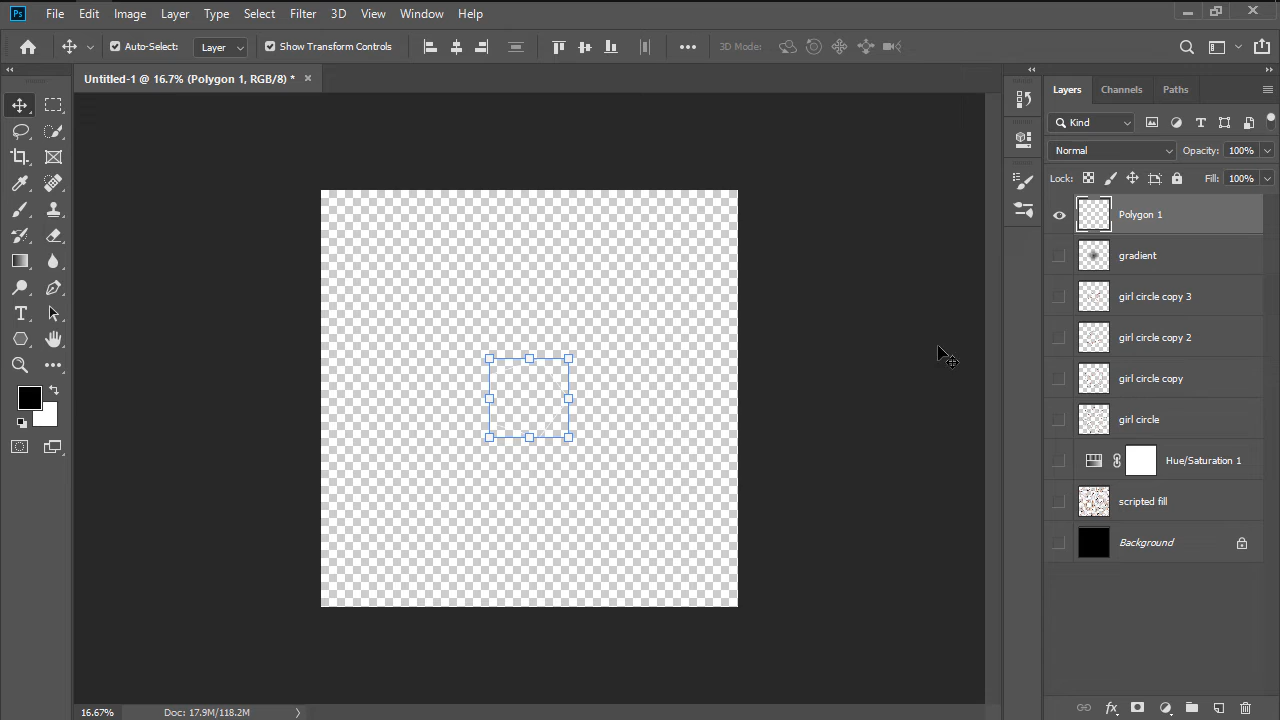 Ps File Edit Image Layer Type Select Filter 3D View Window Help
Auto-Select: Layer Show Transform Controls 3D Mode:
Untitled-1 @ 16.7% (Polygon 1, RGB/8) *
Layers Channels Paths
Kind
Normal Opacity: 100%
Lock: Fill: 100%
Polygon 1
gradient
girl circle copy 3
girl circle copy 2
girl circle copy
girl circle
Hue/Saturation 1
scripted fill
Background
16.67% Doc: 17.9M/118.2M